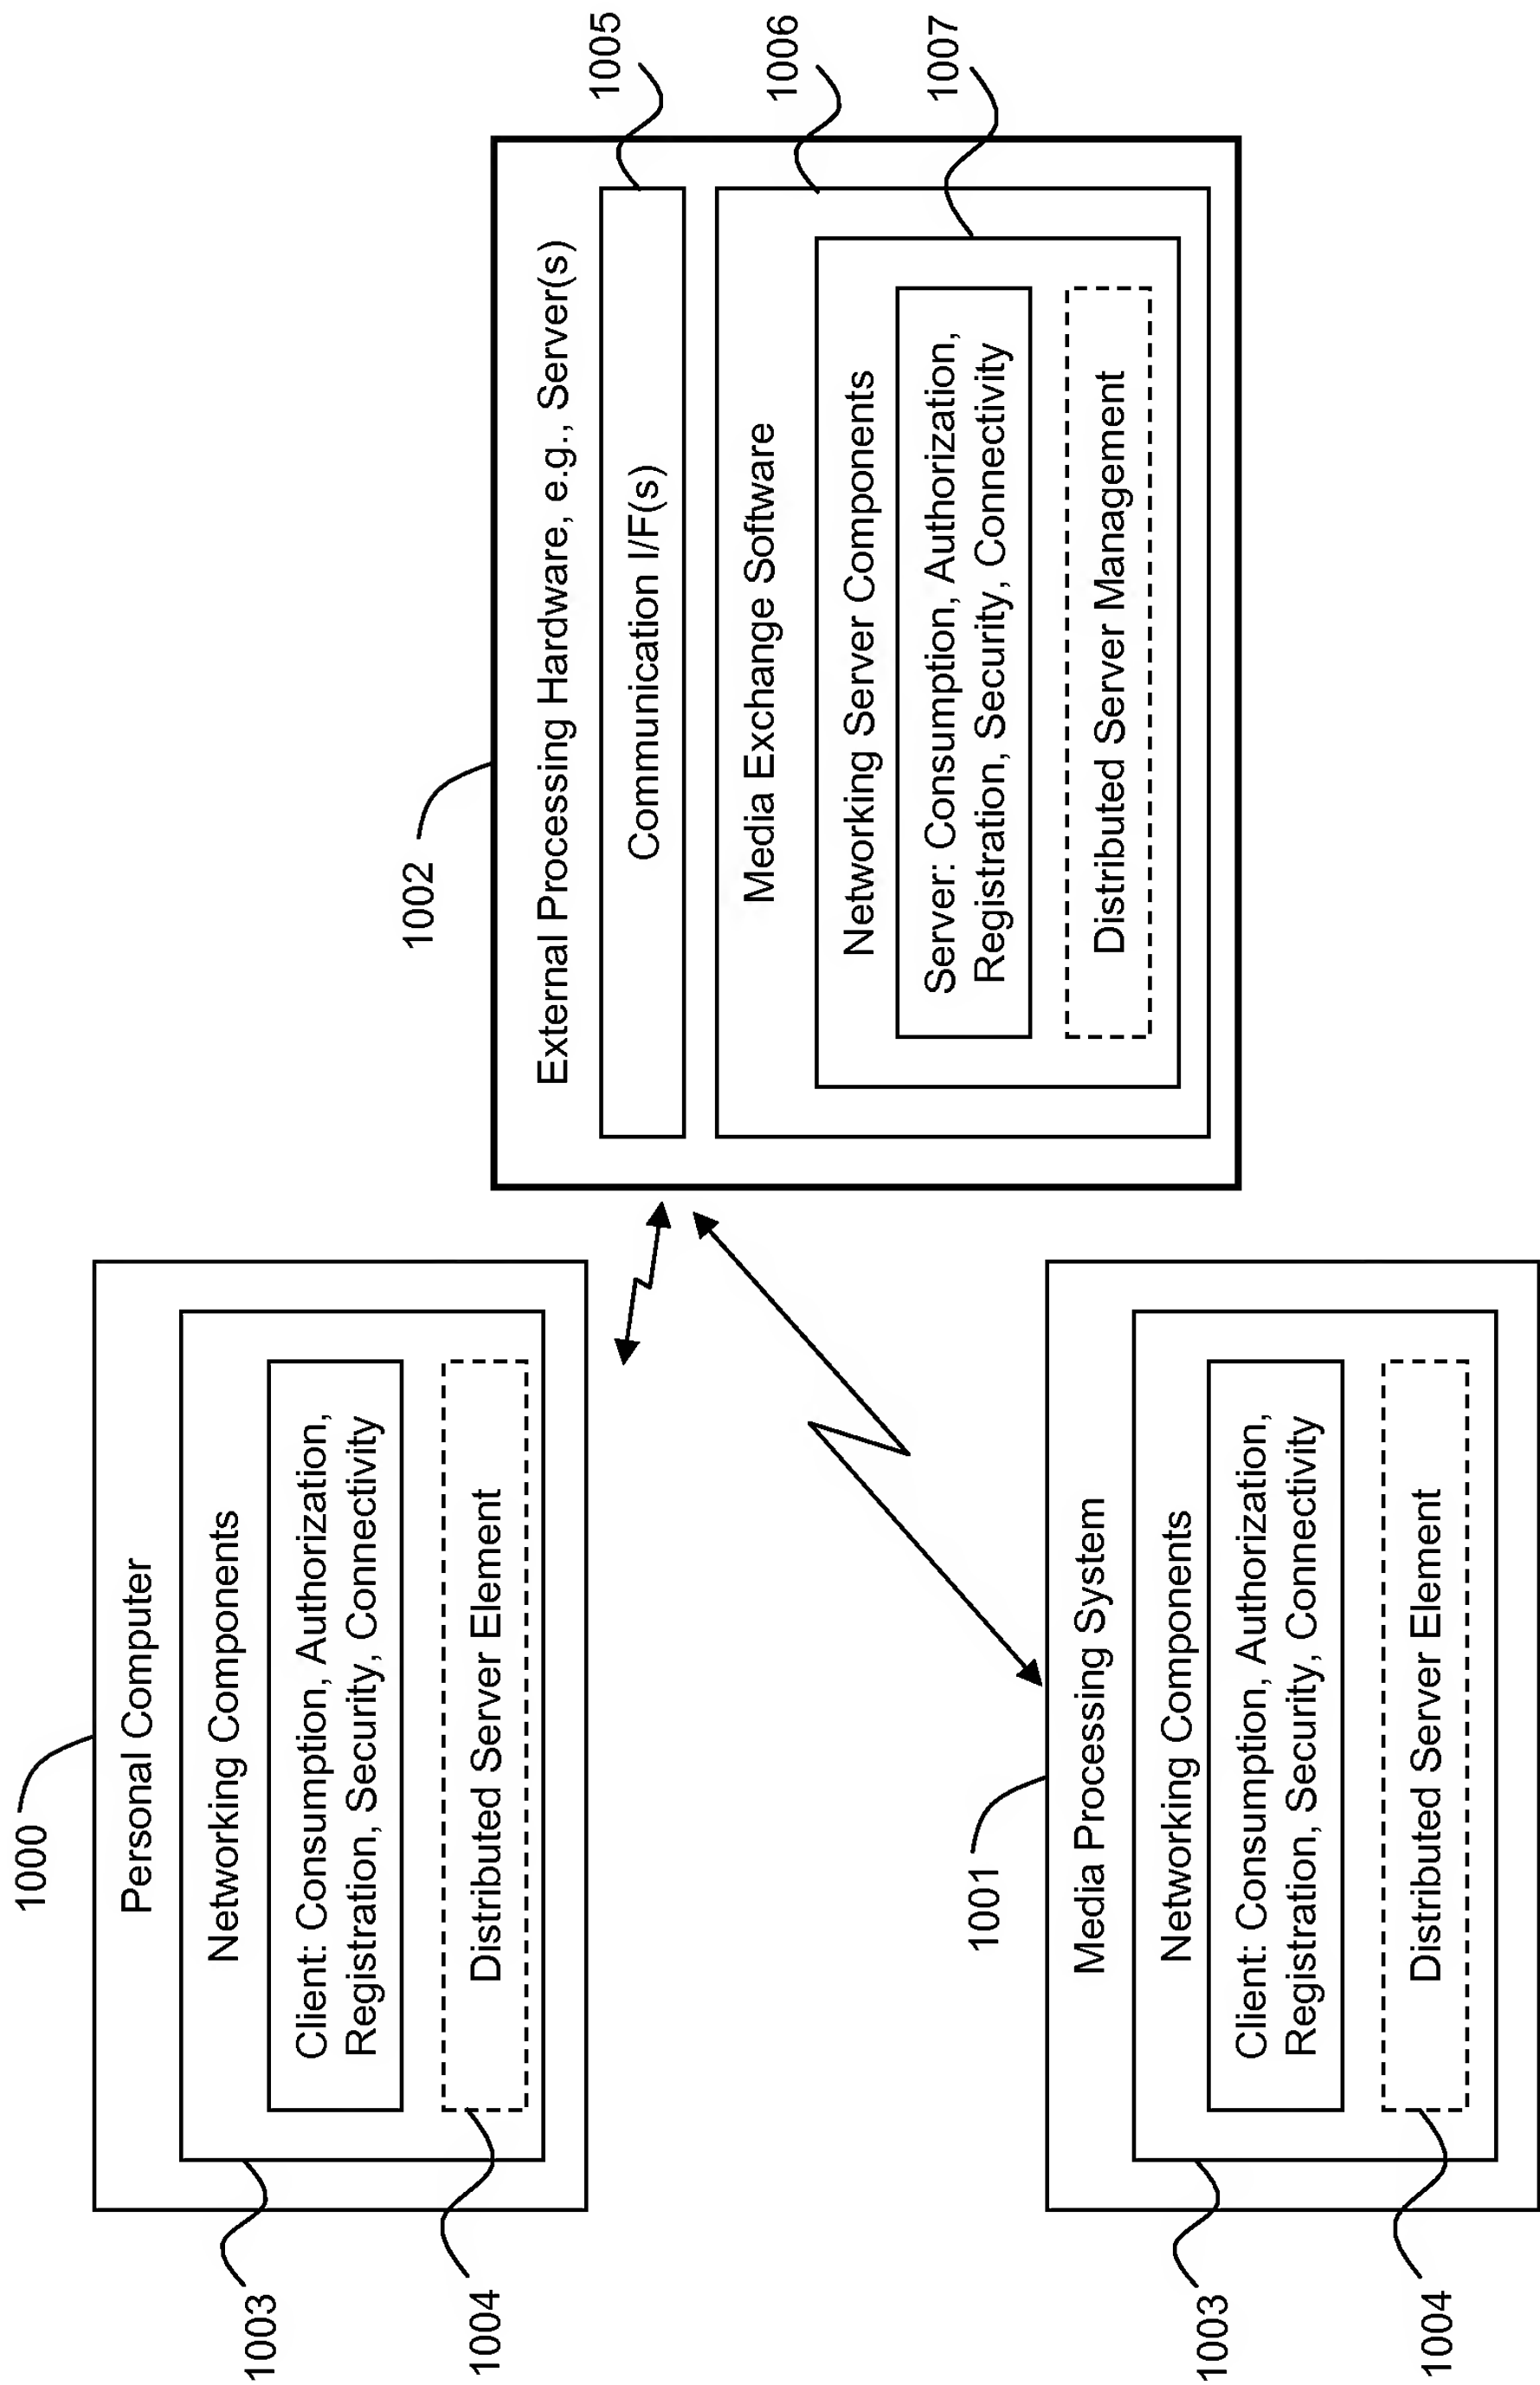 1000
Personal Computer
Networking Components
Client: Consumption, Authorization,
Registration, Security, Connectivity
Distributed Server Element
1003
1004
1002
External Processing Hardware, e.g., Server(s)
Communication I/F(s)
Media Exchange Software
Networking Server Components
Server: Consumption, Authorization,
Registration, Security, Connectivity
Distributed Server Management
1005
1006
1007
1001
Media Processing System
Networking Components
Client: Consumption, Authorization,
Registration, Security, Connectivity
Distributed Server Element
1003
1004